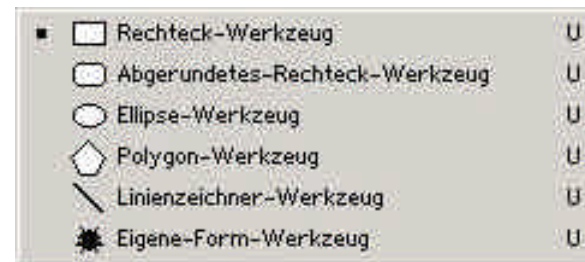 Rechteck-Werkzeug U
Abgerundetes-Rechteck-Werkzeug U
Ellipse-Werkzeug U
Polygon-Werkzeug U
Linienzeichner-Werkzeug U
Eigene-Form-Werkzeug U